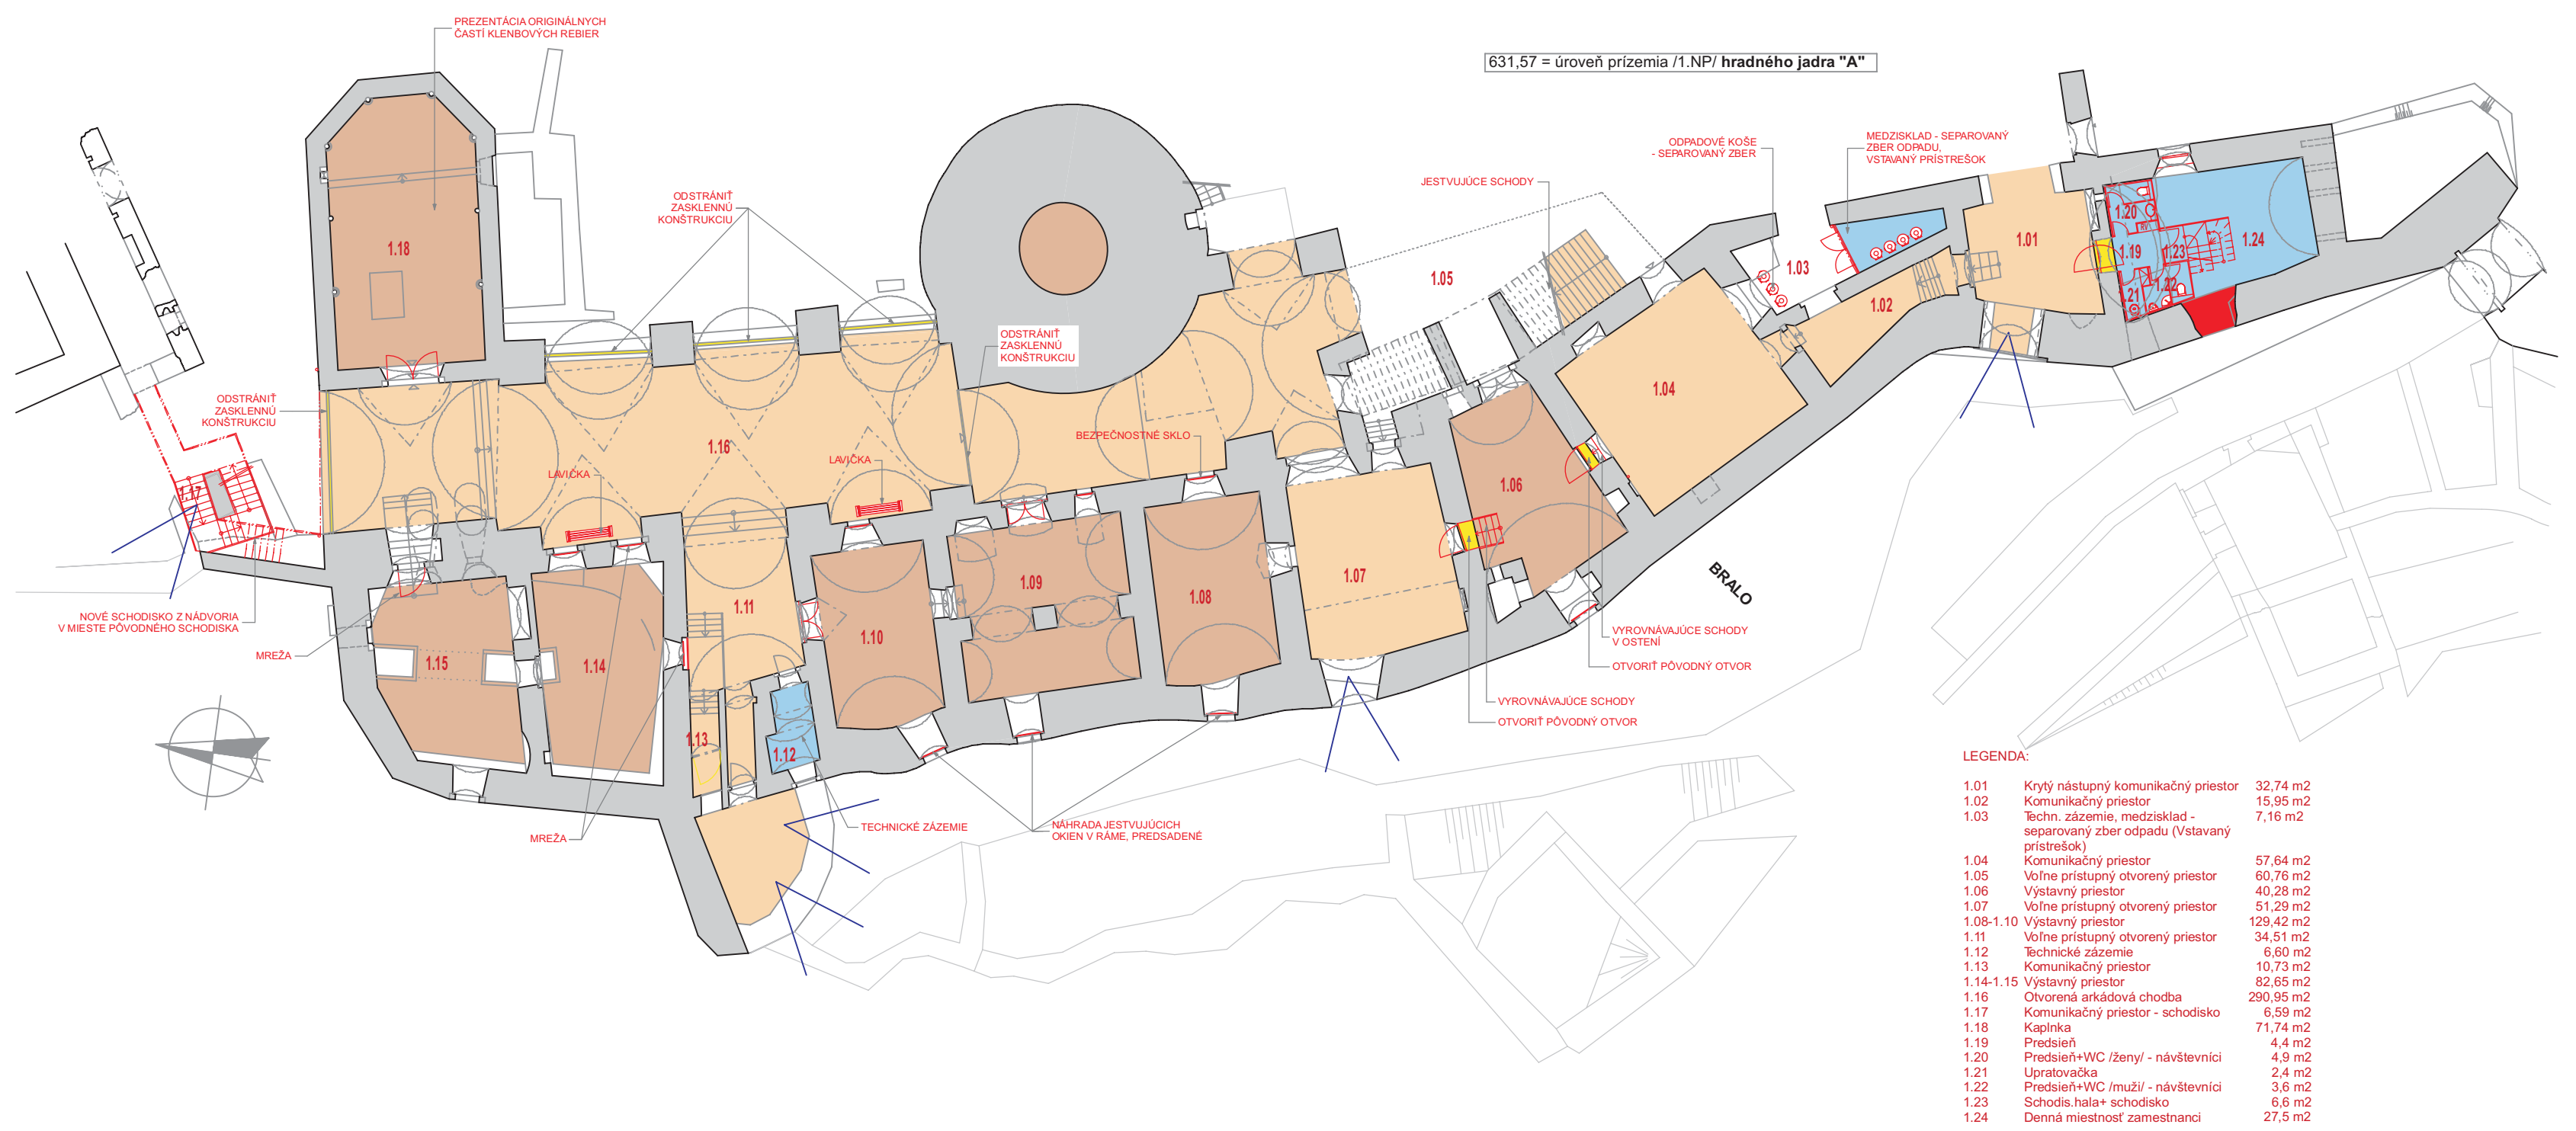 PREZENTÁCIA ORIGINÁLNYCH
ČASTÍ KLENBOVÝCH REBIER
631,57 = úroveň prízemia /1.NP/ hradného jadra "A"
ODPADOVÉ KOŠE
- SEPAROVANÝ ZBER
MEDZISKLAD - SEPAROVANÝ
ZBER ODPADU,
VSTAVANÝ PRÍSTREŠOK
JESTVUJÚCE SCHODY
ODSTRÁNIŤ
ZASKLENNÚ
KONŠTRUKCIU
1.18
1.05
1.03
1.02
1.01
1.20
1.19
1.23
1.24
1.22
1.21
ODSTRÁNIŤ
ZASKLENNÚ
KONŠTRUKCIU
ODSTRÁNIŤ
ZASKLENNÚ
KONŠTRUKCIU
1.04
1.16
BEZPEČNOSTNÉ SKLO
LAVIČKA
LAVIČKA
1.17
1.06
NOVÉ SCHODISKO Z NÁDVORIA
V MIESTE PÔVODNÉHO SCHODISKA
MREŽA
1.15
1.14
1.11
1.10
1.09
1.08
1.07
BRALO
VYROVNÁVAJÚCE SCHODY
V OSTENÍ
OTVORIŤ PÔVODNÝ OTVOR
VYROVNÁVAJÚCE SCHODY
OTVORIŤ PÔVODNÝ OTVOR
1.13
1.12
MREŽA
TECHNICKÉ ZÁZEMIE
NÁHRADA JESTVUJÚCICH
OKIEN V RÁME, PREDSADENÉ
LEGENDA:
1.01 Krytý nástupný komunikačný priestor 32,74 m2
1.02 Komunikačný priestor 15,95 m2
1.03 Techn. zázemie, medzisklad - 7,16 m2
separovaný zber odpadu (Vstavaný
prístrešok)
1.04 Komunikačný priestor 57,64 m2
1.05 Voľne prístupný otvorený priestor 60,76 m2
1.06 Výstavný priestor 40,28 m2
1.07 Voľne prístupný otvorený priestor 51,29 m2
1.08-1.10 Výstavný priestor 129,42 m2
1.11 Voľne prístupný otvorený priestor 34,51 m2
1.12 Technické zázemie 6,60 m2
1.13 Komunikačný priestor 10,73 m2
1.14-1.15 Výstavný priestor 82,65 m2
1.16 Otvorená arkádová chodba 290,95 m2
1.17 Komunikačný priestor - schodisko 6,59 m2
1.18 Kaplnka 71,74 m2
1.19 Predsieň 4,4 m2
1.20 Predsieň+WC /ženy/ - návštevníci 4,9 m2
1.21 Upratovačka 2,4 m2
1.22 Predsieň+WC /muži/ - návštevníci 3,6 m2
1.23 Schodis.hala+ schodisko 6,6 m2
1.24 Denná miestnosť zamestnanci 27,5 m2